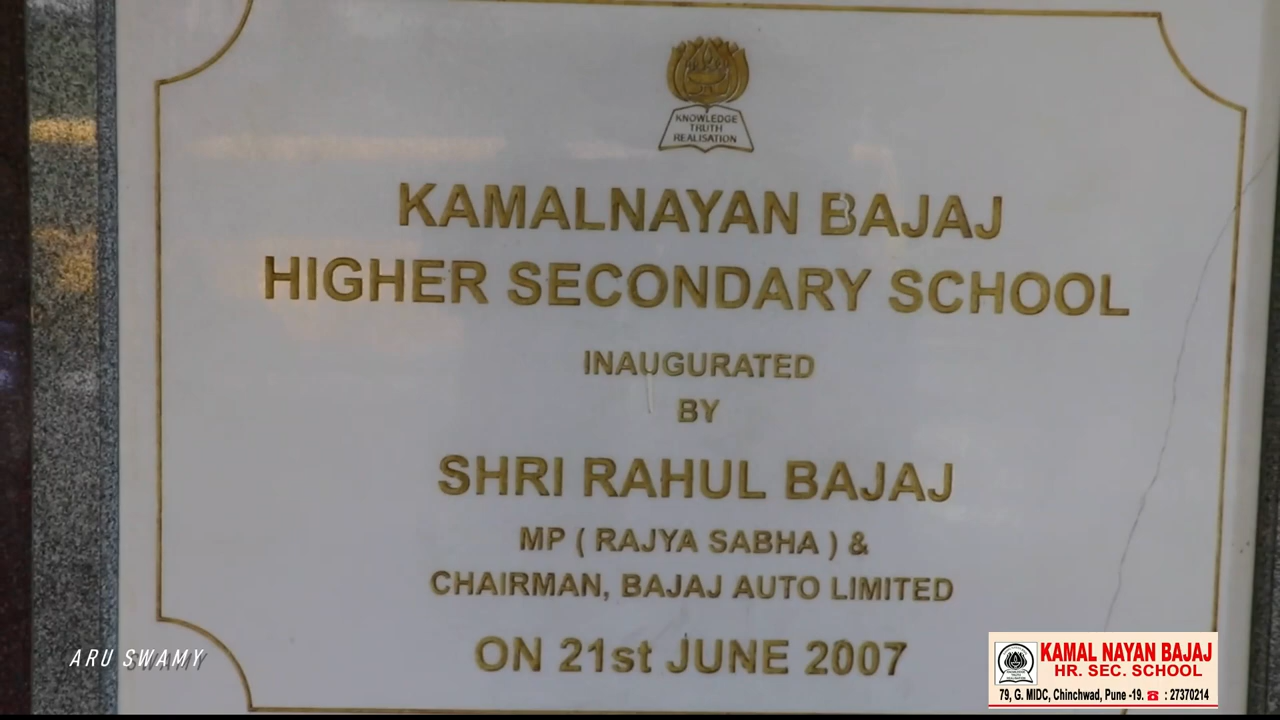 KNOWLEDGE
TRUTH
REALISATION
KAMALNAYAN BAJAJ
HIGHER SECONDARY SCHOOL
INAUGURATED
BY
SHRI RAHUL BAJAJ
MP ( RAJYA SABHA ) &
CHAIRMAN, BAJAJ AUTO LIMITED
ON 21st JUNE 2007
ARU SWAMY
KAMAL NAYAN BAJAJ
HR. SEC. SCHOOL
79, G. MIDC, Chinchwad, Pune -19. ☎ : 27370214